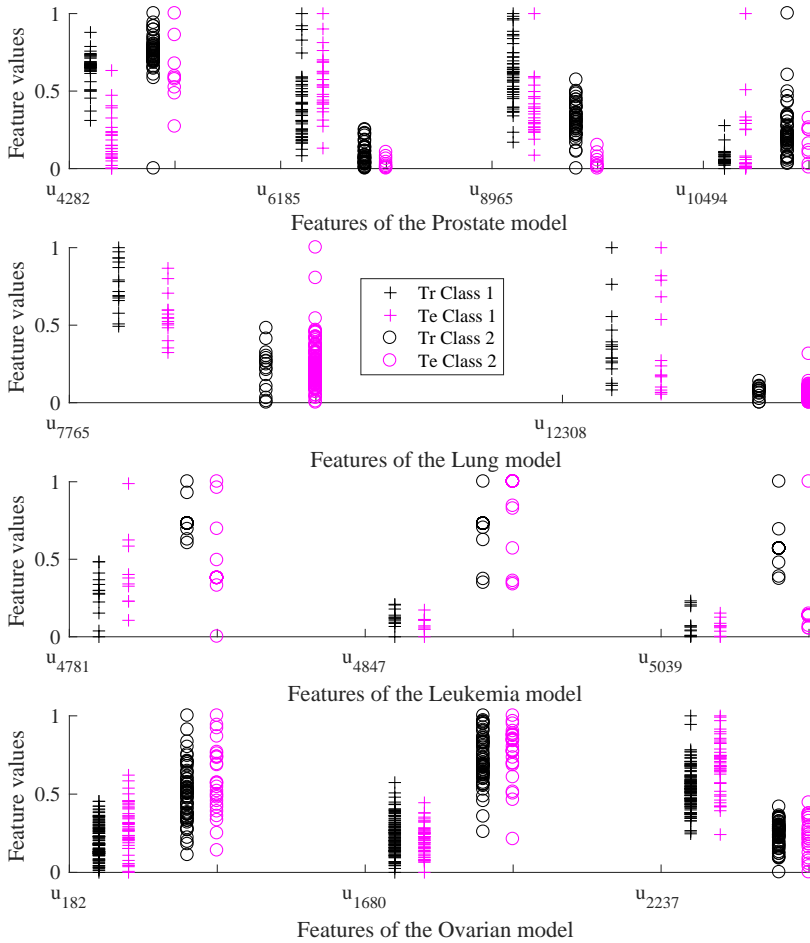 1
0.5
0
Feature values
u4282
u6185
u8965
u10494
Features of the Prostate model
1
0.5
0
Feature values
Tr Class 1
Te Class 1
Tr Class 2
Te Class 2
u7765
u12308
Features of the Lung model
1
0.5
0
Feature values
u4781
u4847
u5039
Features of the Leukemia model
1
0.5
0
Feature values
u182
u1680
u2237
Features of the Ovarian model